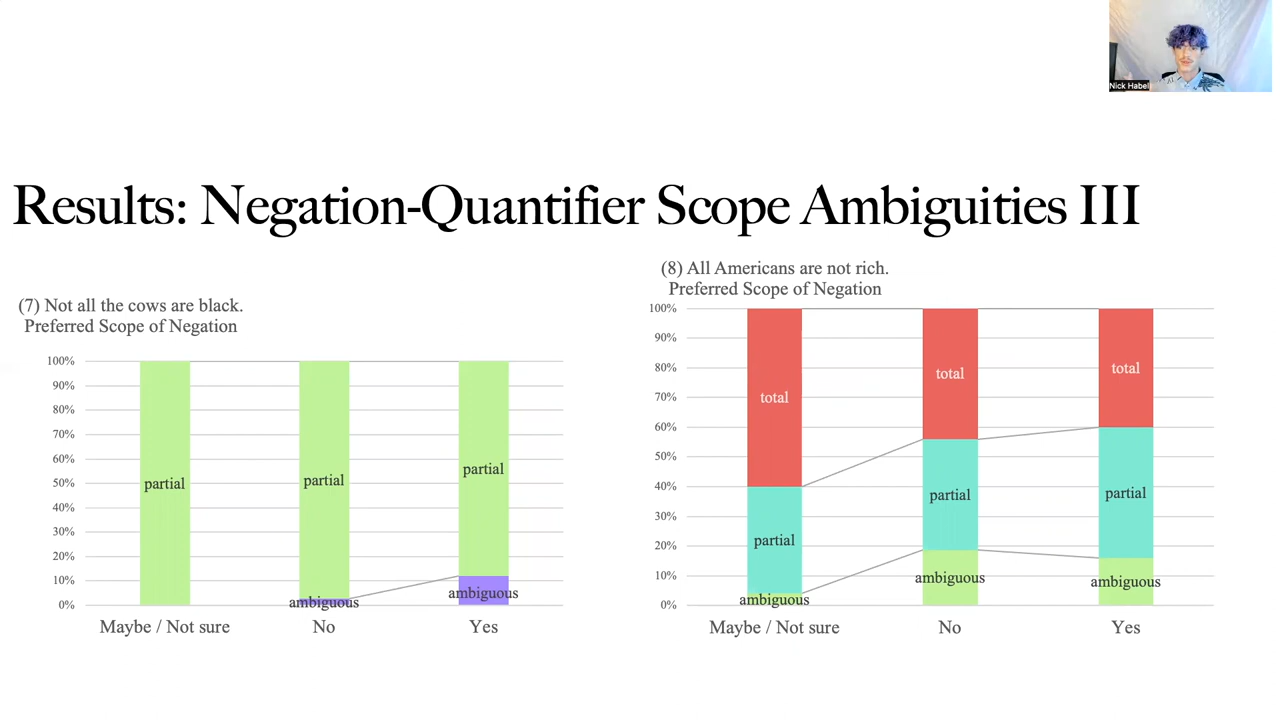 Nick Habel
Results: Negation-Quantifier Scope Ambiguities III
(7) Not all the cows are black.
Preferred Scope of Negation
100%
90%
80%
70%
60%
50%
40%
30%
20%
10%
0%
partial
partial
partial
ambiguous
ambiguous
Maybe / Not sure
No
Yes
(8) All Americans are not rich.
Preferred Scope of Negation
100%
90%
80%
70%
60%
50%
40%
30%
20%
10%
0%
total
total
total
partial
partial
partial
ambiguous
ambiguous
ambiguous
Maybe / Not sure
No
Yes